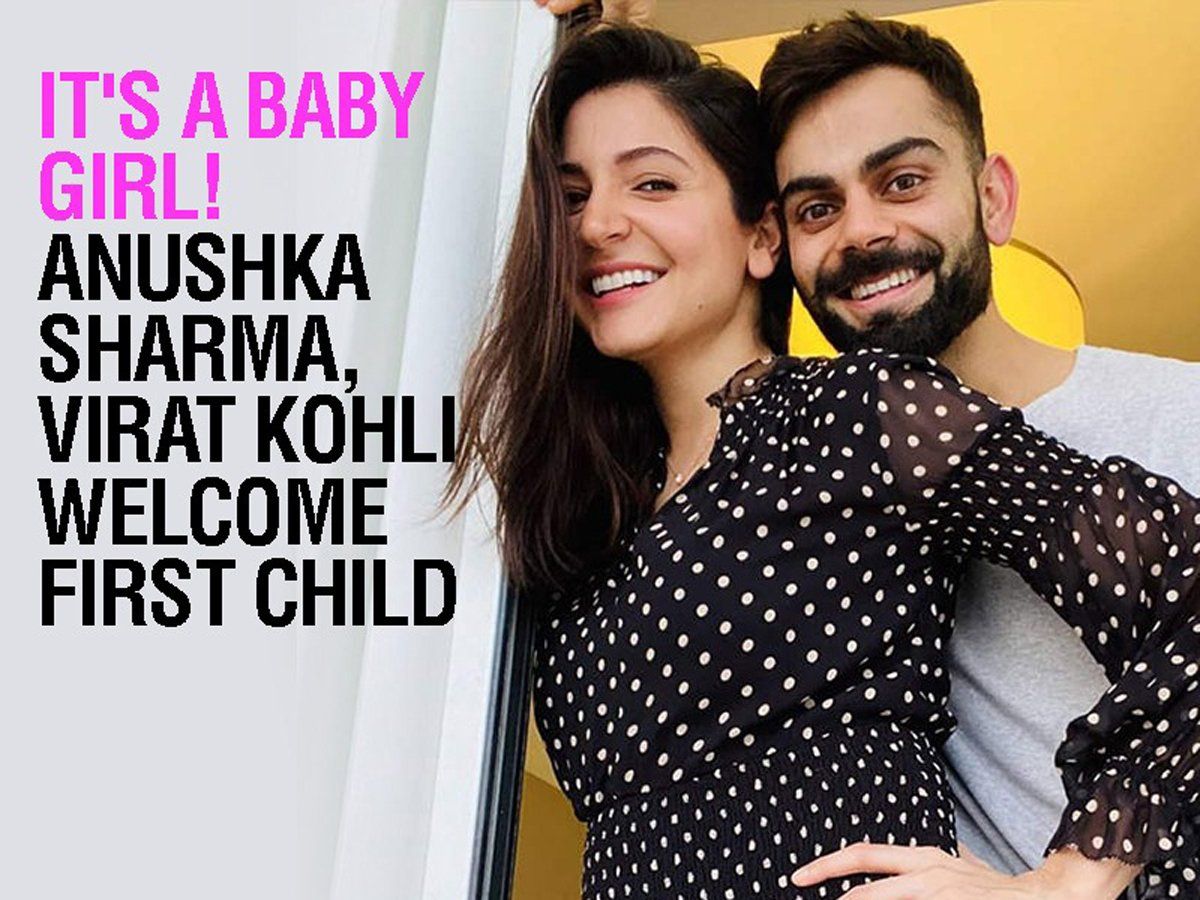 IT'S A BABY
GIRL!
ANUSHKA
SHARMA,
VIRAT KOHLI
WELCOME
FIRST CHILD